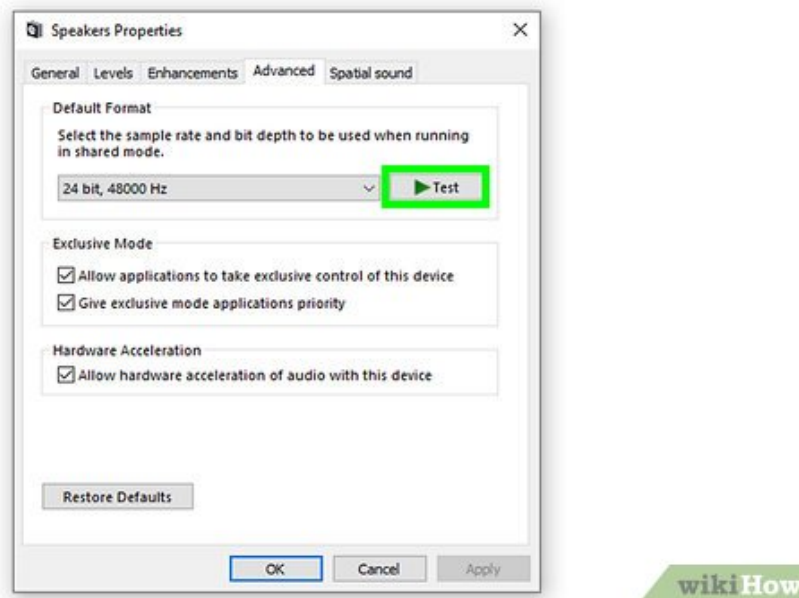 Speakers Properties
General Levels Enhancements Advanced Spatial sound
Default Format
Select the sample rate and bit depth to be used when running
in shared mode.
24 bit, 48000 Hz
Test
Exclusive Mode
Allow applications to take exclusive control of this device
Give exclusive mode applications priority
Hardware Acceleration
Allow hardware acceleration of audio with this device
Restore Defaults
OK Cancel Apply
wikiHow